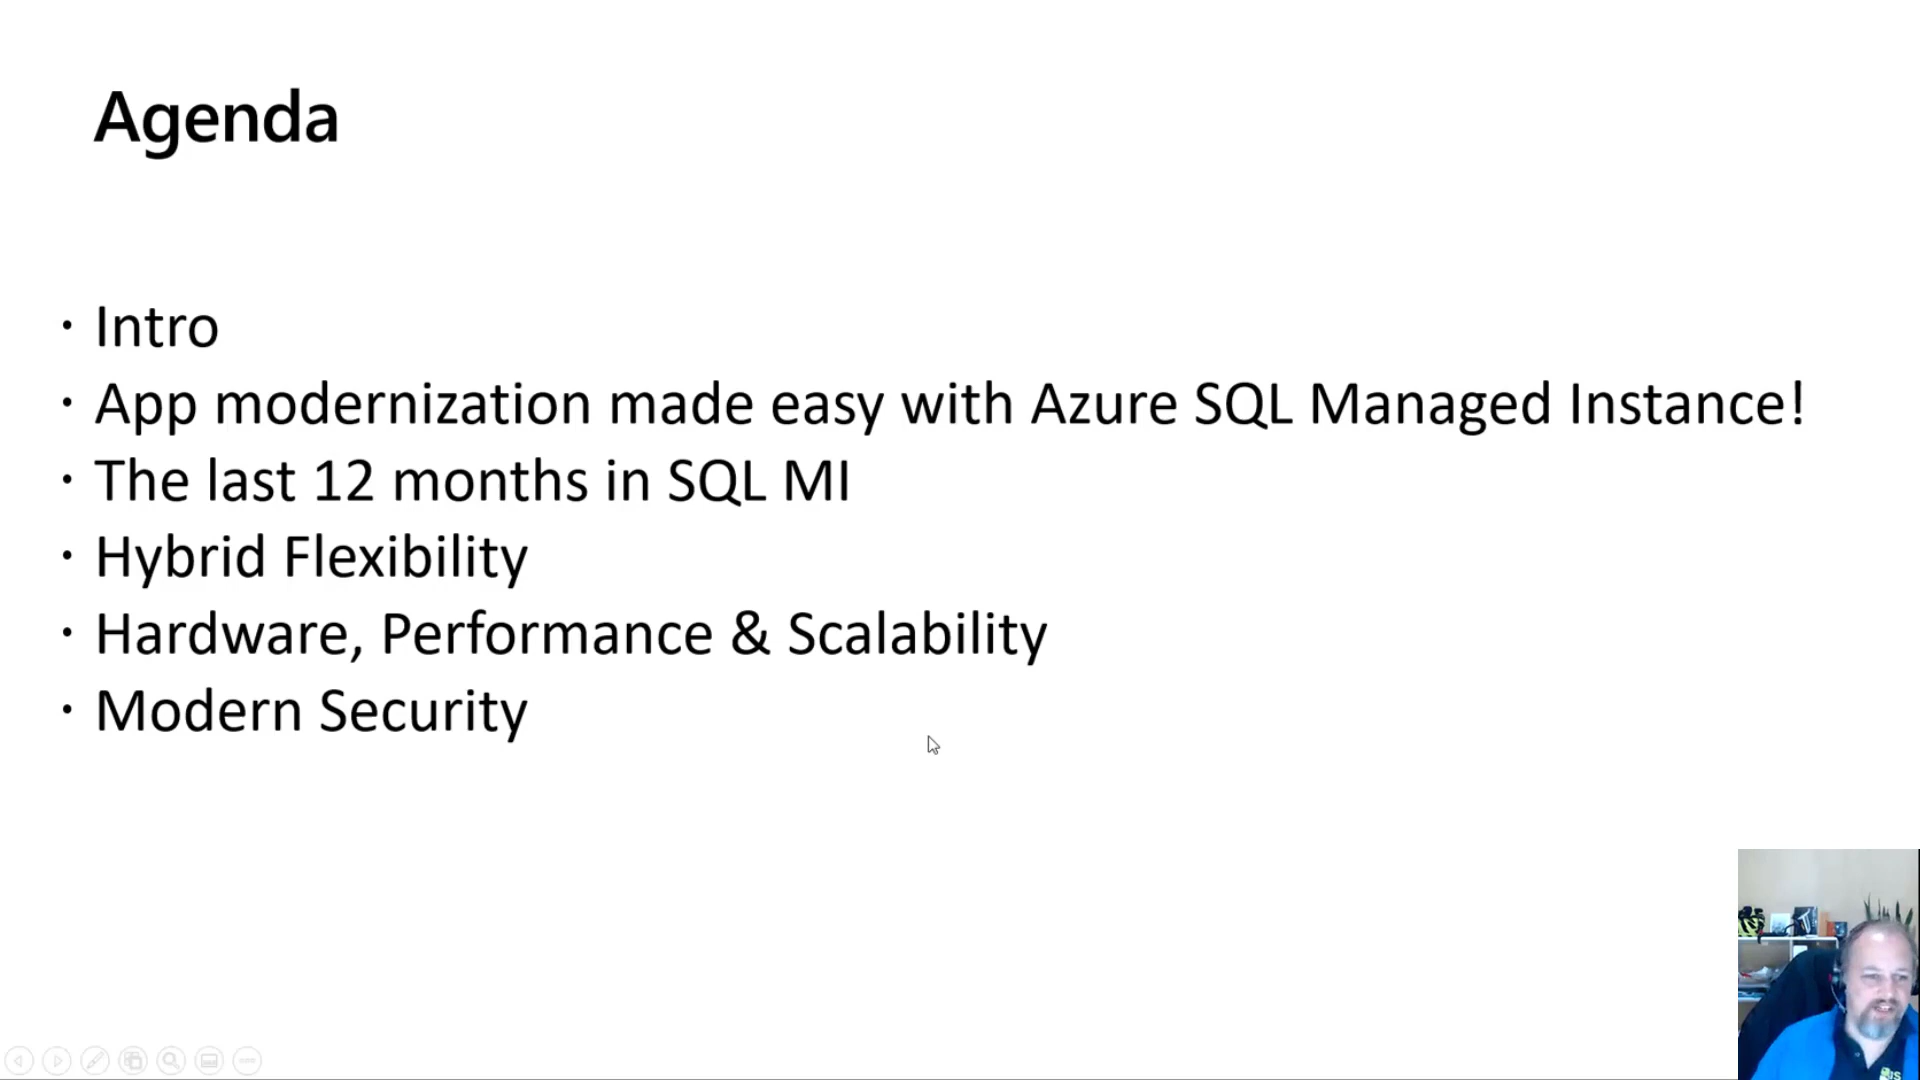 Agenda
· Intro
· App modernization made easy with Azure SQL Managed Instance!
· The last 12 months in SQL MI
· Hybrid Flexibility
· Hardware, Performance & Scalability
· Modern Security